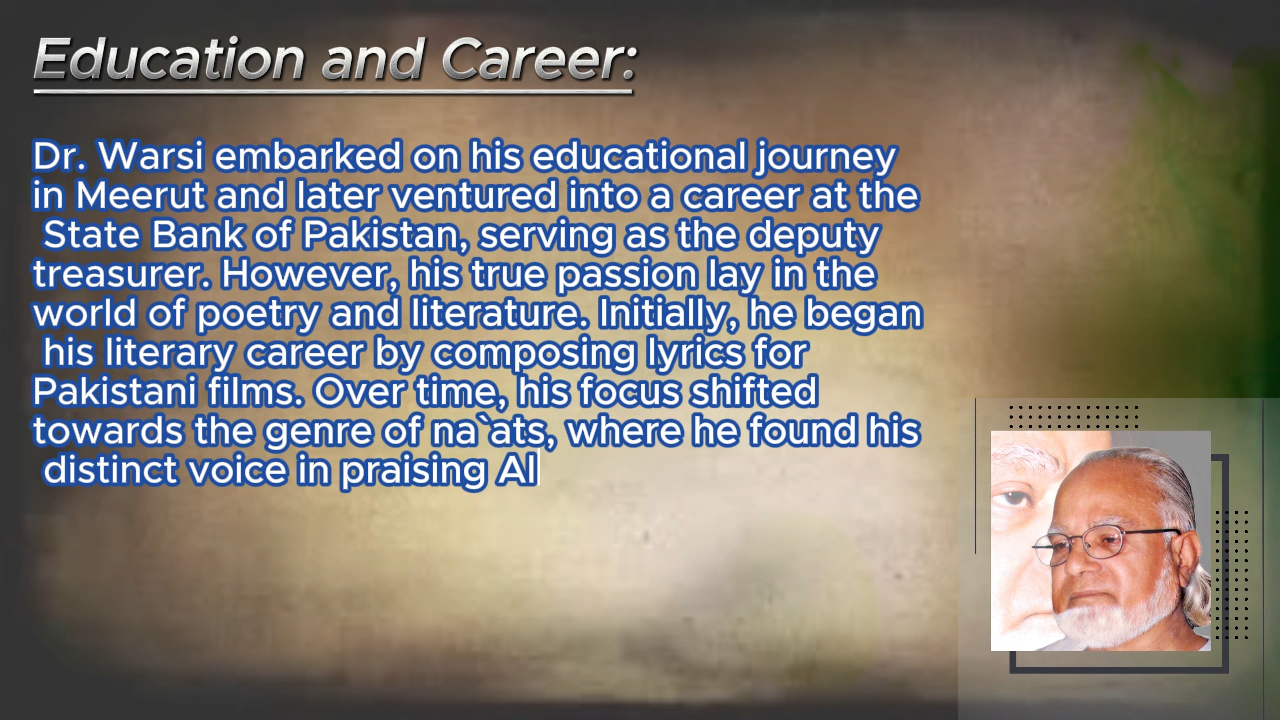 Education and Career:
Dr. Warsi embarked on his educational journey
in Meerut and later ventured into a career at the
State Bank of Pakistan, serving as the deputy
treasurer. However, his true passion lay in the
world of poetry and literature. Initially, he began
his literary career by composing lyrics for
Pakistani films. Over time, his focus shifted
towards the genre of na`ats, where he found his
distinct voice in praising Al